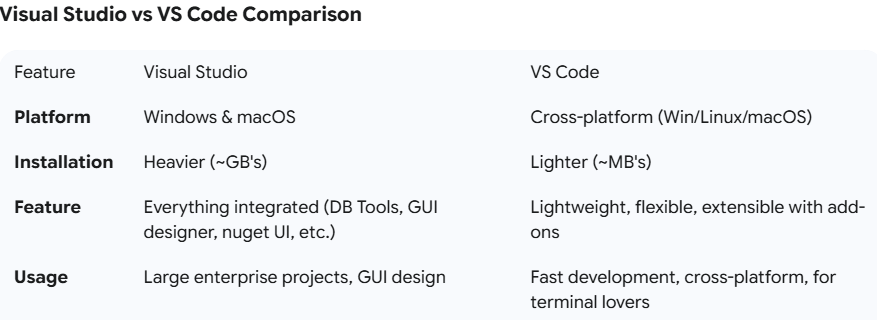 Visual Studio vs VS Code Comparison
Feature Visual Studio VS Code
Platform Windows & macOS Cross-platform (Win/Linux/macOS)
Installation Heavier (~GB's) Lighter (~MB's)
Feature Everything integrated (DB Tools, GUI Lightweight, flexible, extensible with add-
designer, nuget UI, etc.) ons
Usage Large enterprise projects, GUI design Fast development, cross-platform, for
terminal lovers